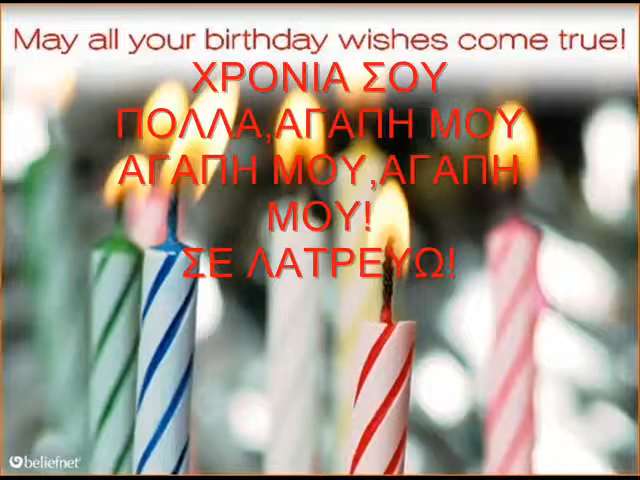 May all your birthday wishes come true!
ΧΡΟΝΙΑ ΣΟΥ
ΠΟΛΛΑ,ΑΓΑΠΗ ΜΟΥ
ΑΓΑΠΗ ΜΟΥ,ΑΓΑΠΗ
ΜΟΥ!
ΣΕ ΛΑΤΡΕΥΩ!
beliefnet